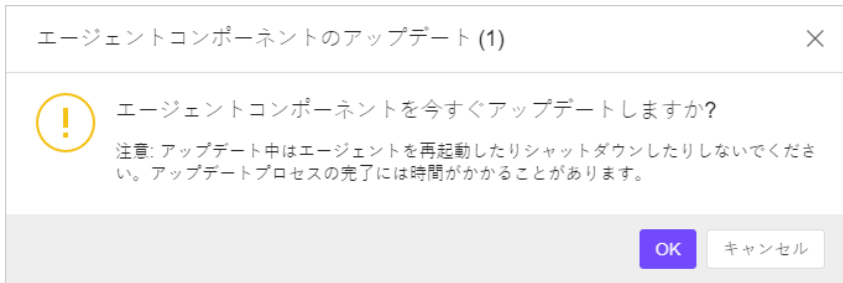 エージェントコンポーネントのアップデート (1)
エージェントコンポーネントを今すぐアップデートしますか?
注意: アップデート中はエージェントを再起動したりシャットダウンしたりしないでくださ
い。アップデートプロセスの完了には時間がかかることがあります。
OK キャンセル